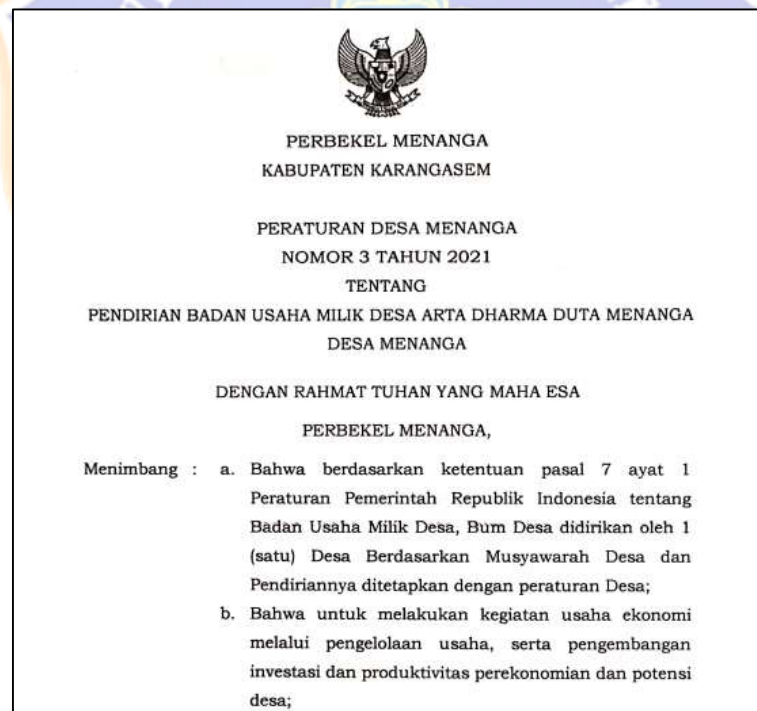 PERBEKEL MENANGA
KABUPATEN KARANGASEM
PERATURAN DESA MENANGA
NOMOR 3 TAHUN 2021
TENTANG
PENDIRIAN BADAN USAHA MILIK DESA ARTA DHARMA DUTA MENANGA
DESA MENANGA
DENGAN RAHMAT TUHAN YANG MAHA ESA
PERBEKEL MENANGA,
Menimbang : a. Bahwa berdasarkan ketentuan pasal 7 ayat 1
Peraturan Pemerintah Republik Indonesia tentang
Badan Usaha Milik Desa, Bum Desa didirikan oleh 1
(satu) Desa Berdasarkan Musyawarah Desa dan
Pendiriannya ditetapkan dengan peraturan Desa;
b. Bahwa untuk melakukan kegiatan usaha ekonomi
melalui pengelolaan usaha, serta pengembangan
investasi dan produktivitas perekonomian dan potensi
desa;